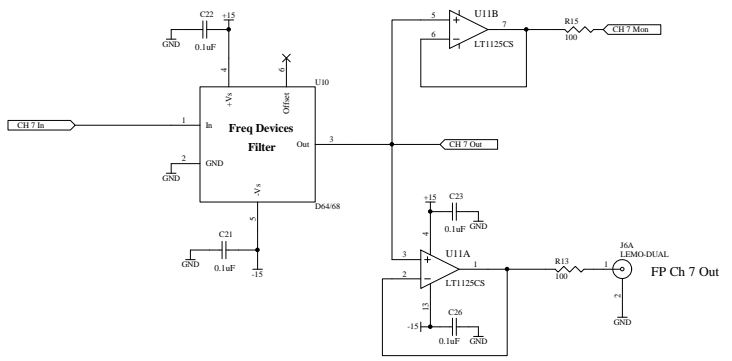 C22
+15
GND
0.1uF
4
6
U10
+Vs
Offset
CH 7 In
1
In
Freq Devices
Filter
Out
3
2
GND
GND
-Vs
D64/68
5
C21
GND
0.1uF
-15
5
6
U11B
7
LT1125CS
R15
100
CH 7 Mon
CH 7 Out
+15
C23
0.1uF
GND
4
3
2
U11A
1
LT1125CS
13
C26
-15
0.1uF
GND
R13
100
J6A
LEMO-DUAL
1
FP Ch 7 Out
2
GND